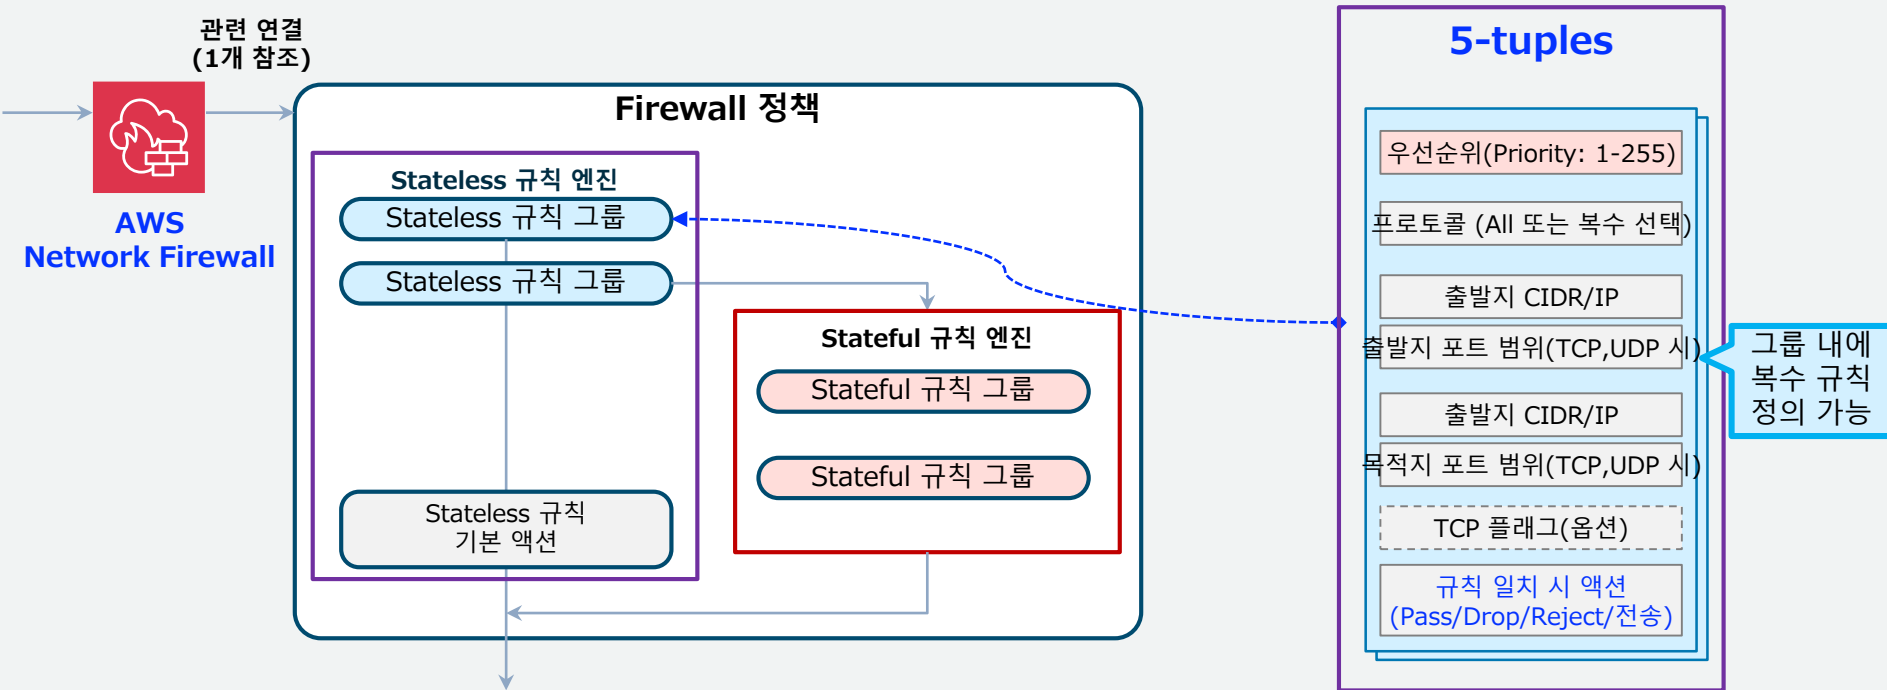 관련 연결
(1개 참조)
AWS
Network Firewall
Firewall 정책
Stateless 규칙 엔진
Stateless 규칙 그룹
Stateless 규칙 그룹
Stateless 규칙
기본 액션
Stateful 규칙 엔진
Stateful 규칙 그룹
Stateful 규칙 그룹
5-tuples
우선순위(Priority: 1-255)
프로토콜 (All 또는 복수 선택)
출발지 CIDR/IP
출발지 포트 범위(TCP,UDP 시)
출발지 CIDR/IP
목적지 포트 범위(TCP,UDP 시)
TCP 플래그(옵션)
규칙 일치 시 액션
(Pass/Drop/Reject/전송)
그룹 내에
복수 규칙
정의 가능